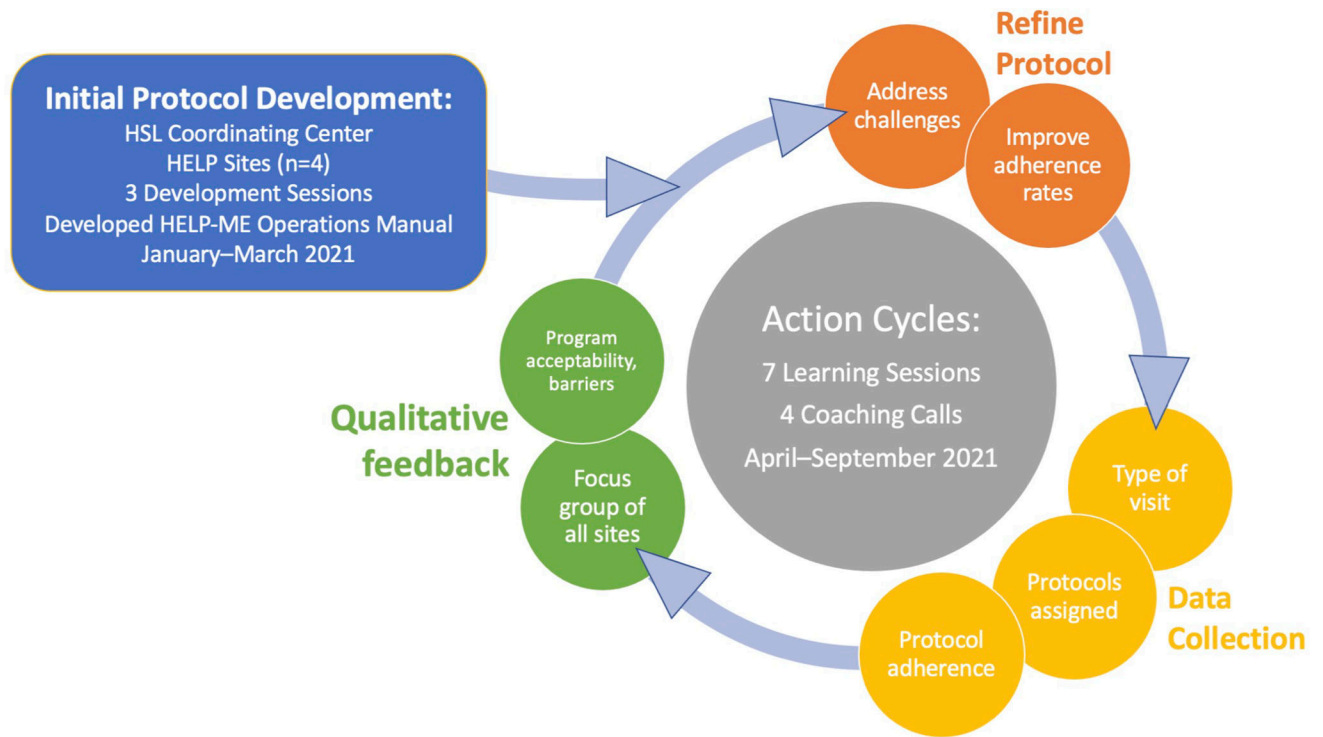 Initial Protocol Development:
HSL Coordinating Center
HELP Sites (n=4)
3 Development Sessions
Developed HELP-ME Operations Manual
January–March 2021
Refine
Protocol
Address
challenges
Improve
adherence
rates
Action Cycles:
7 Learning Sessions
4 Coaching Calls
April–September 2021
Type of
visit
Protocols
assigned
Protocol
adherence
Data
Collection
Focus
group of
all sites
Program
acceptability,
barriers
Qualitative
feedback